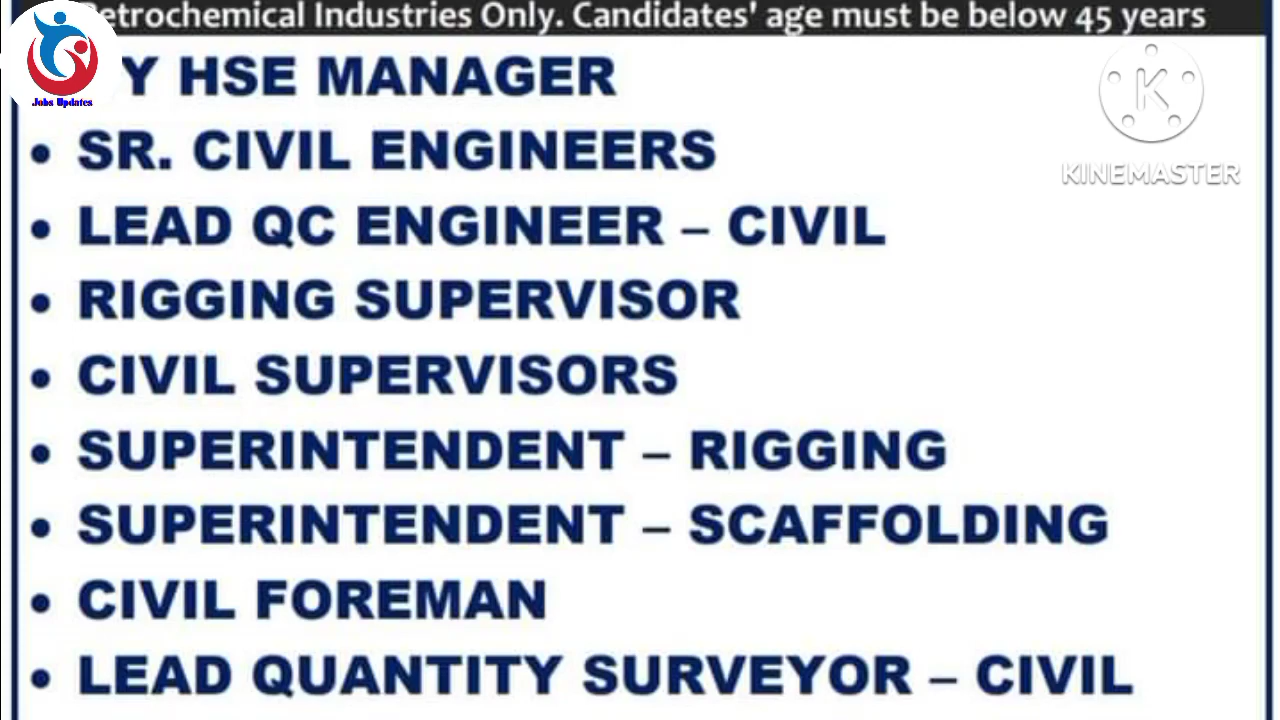 etrochemical Industries Only. Candidates' age must be below 45 years
Jobs Updates
Y HSE MANAGER
K
KINEMASTER
• SR. CIVIL ENGINEERS
• LEAD QC ENGINEER – CIVIL
• RIGGING SUPERVISOR
• CIVIL SUPERVISORS
• SUPERINTENDENT – RIGGING
• SUPERINTENDENT – SCAFFOLDING
• CIVIL FOREMAN
• LEAD QUANTITY SURVEYOR – CIVIL